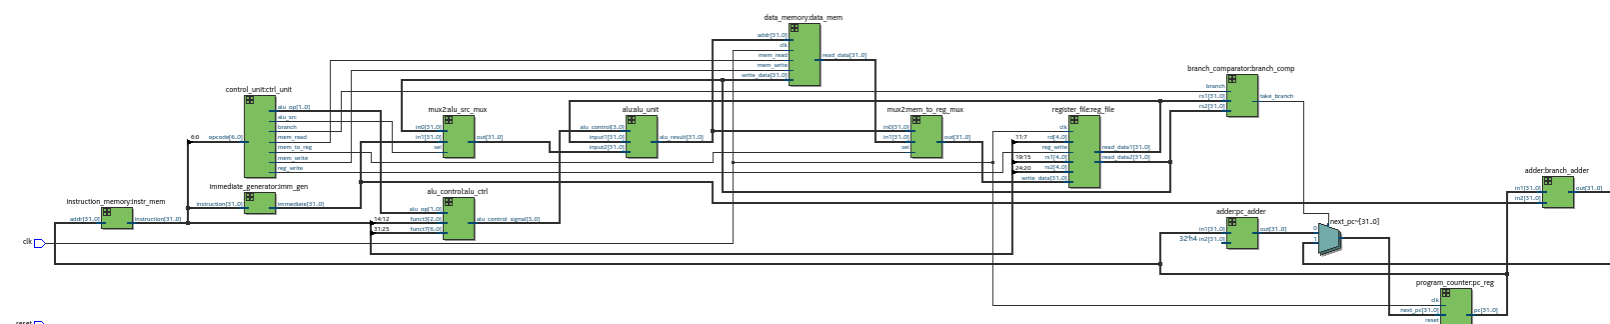 data_memory:data_mem
addr[31..0]
clk
mem_read
mem_write
write_data[31..0]
read_data[31..0]
branch_comparator:branch_comp
branch
rs1[31..0]
rs2[31..0]
take_branch
control_unit:ctrl_unit
opcode[6..0]
alu_op[1..0]
alu_src
branch
mem_read
mem_to_reg
mem_write
reg_write
6:0
mux2:alu_src_mux
in0[31..0]
in1[31..0]
sel
out[31..0]
alu:alu_unit
alu_control[3..0]
input1[31..0]
input2[31..0]
alu_result[31..0]
mux2:mem_to_reg_mux
in0[31..0]
in1[31..0]
sel
out[31..0]
register_file:reg_file
clk
rd[4..0]
reg_write
rs1[4..0]
rs2[4..0]
write_data[31..0]
read_data1[31..0]
read_data2[31..0]
11:7
19:15
24:20
immediate_generator:imm_gen
instruction[31..0]
immediate[31..0]
instruction_memory:instr_mem
addr[31..0]
instruction[31..0]
alu_control:alu_ctrl
alu_op[1..0]
funct3[2..0]
funct7[6..0]
alu_control_signal[3..0]
14:12
31:25
adder:branch_adder
in1[31..0]
in2[31..0]
out[31..0]
adder:pc_adder
in1[31..0]
32'h4 in2[31..0]
out[31..0]
next_pc~[31..0]
0
1
clk
program_counter:pc_reg
clk
next_pc[31..0]
reset
pc[31..0]
reset